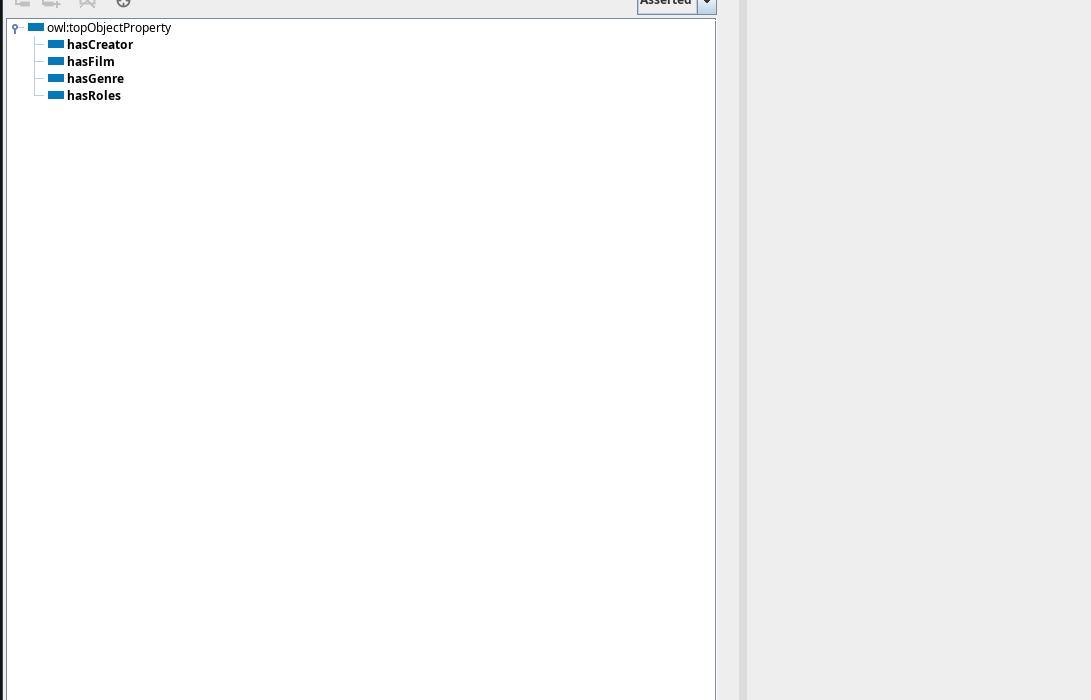 Asserted
owl:topObjectProperty
hasCreator
hasFilm
hasGenre
hasRoles